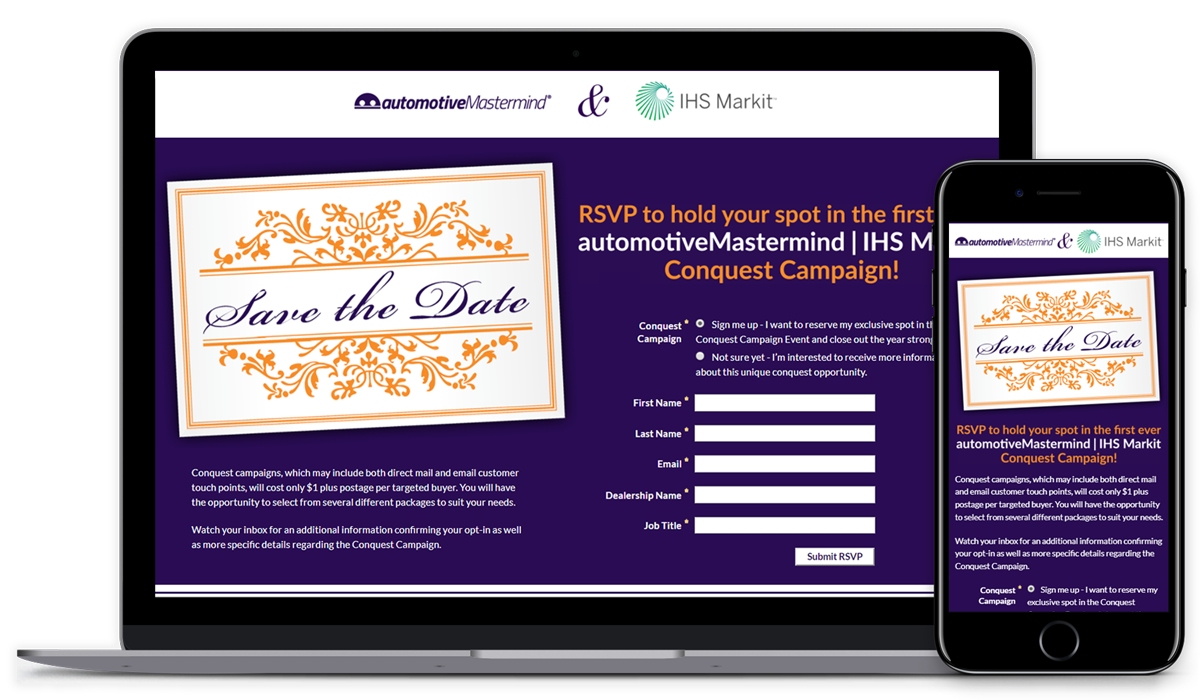 automotiveMastermind® & IHS Markit™
Save the Date
RSVP to hold your spot in the first
automotiveMastermind | IHS M
Conquest Campaign!
Conquest * Sign me up - I want to reserve my exclusive spot in th
Campaign Conquest Campaign Event and close out the year strong
Not sure yet - I'm interested to receive more informa
about this unique conquest opportunity.
First Name *
Last Name *
Email *
Dealership Name *
Job Title *
Submit RSVP
Conquest campaigns, which may include both direct mail and email customer
touch points, will cost only $1 plus postage per targeted buyer. You will have
the opportunity to select from several different packages to suit your needs.
Watch your inbox for an additional information confirming your opt-in as well
as more specific details regarding the Conquest Campaign.
automotiveMastermind® & IHS Markit™
Save the Date
RSVP to hold your spot in the first ever
automotiveMastermind | IHS Markit
Conquest Campaign!
Conquest campaigns, which may include both direct mail
and email customer touch points, will cost only $1 plus
postage per targeted buyer. You will have the opportunity
to select from several different packages to suit your needs.
Watch your inbox for an additional information confirming
your opt-in as well as more specific details regarding the
Conquest Campaign.
Conquest * Sign me up - I want to reserve my
Campaign exclusive spot in the Conquest